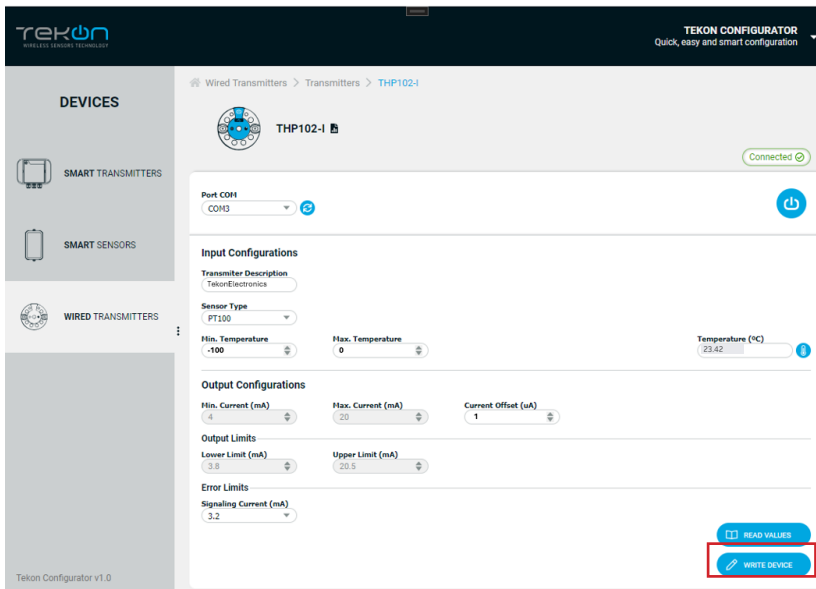 Tekon
WIRELESS SENSORS TECHNOLOGY
TEKON CONFIGURATOR
Quick, easy and smart configuration
DEVICES
SMART TRANSMITTERS
SMART SENSORS
WIRED TRANSMITTERS
Tekon Configurator v1.0
Wired Transmitters > Transmitters > THP102-I
THP102-I
Connected
Port COM
COM3
Input Configurations
Transmiter Description
TekonElectronics
Sensor Type
PT100
Min. Temperature Max. Temperature Temperature (ºC)
-100 0 23.42
Output Configurations
Min. Current (mA) Max. Current (mA) Current Offset (uA)
4 20 1
Output Limits
Lower Limit (mA) Upper Limit (mA)
3.8 20.5
Error Limits
Signaling Current (mA)
3.2
READ VALUES
WRITE DEVICE